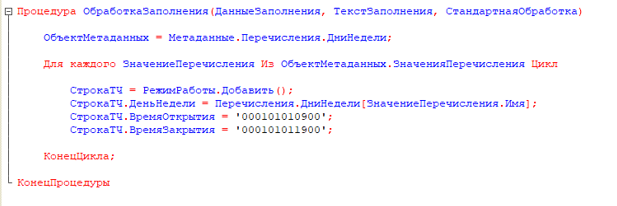 Процедура ОбработкаЗаполнения(ДанныеЗаполнения, ТекстЗаполнения, СтандартнаяОбработка)
ОбъектМетаданных = Метаданные.Перечисления.ДниНедели;
Для каждого ЗначениеПеречисления Из ОбъектМетаданных.ЗначенияПеречисления Цикл
СтрокаТЧ = РежимРаботы.Добавить();
СтрокаТЧ.ДеньНедели = Перечисления.ДниНедели[ЗначениеПеречисления.Имя];
СтрокаТЧ.ВремяОткрытия = '000101010900';
СтрокаТЧ.ВремяЗакрытия = '000101011900';
КонецЦикла;
КонецПроцедуры